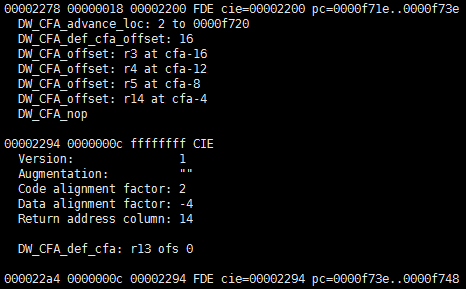 00002278 00000018 00002200 FDE cie=00002200 pc=0000f71e..0000f73e
DW_CFA_advance_loc: 2 to 0000f720
DW_CFA_def_cfa_offset: 16
DW_CFA_offset: r3 at cfa-16
DW_CFA_offset: r4 at cfa-12
DW_CFA_offset: r5 at cfa-8
DW_CFA_offset: r14 at cfa-4
DW_CFA_nop
00002294 0000000c ffffffff CIE
Version: 1
Augmentation: ""
Code alignment factor: 2
Data alignment factor: -4
Return address column: 14
DW_CFA_def_cfa: r13 ofs 0
000022a4 0000000c 00002294 FDE cie=00002294 pc=0000f73e..0000f748